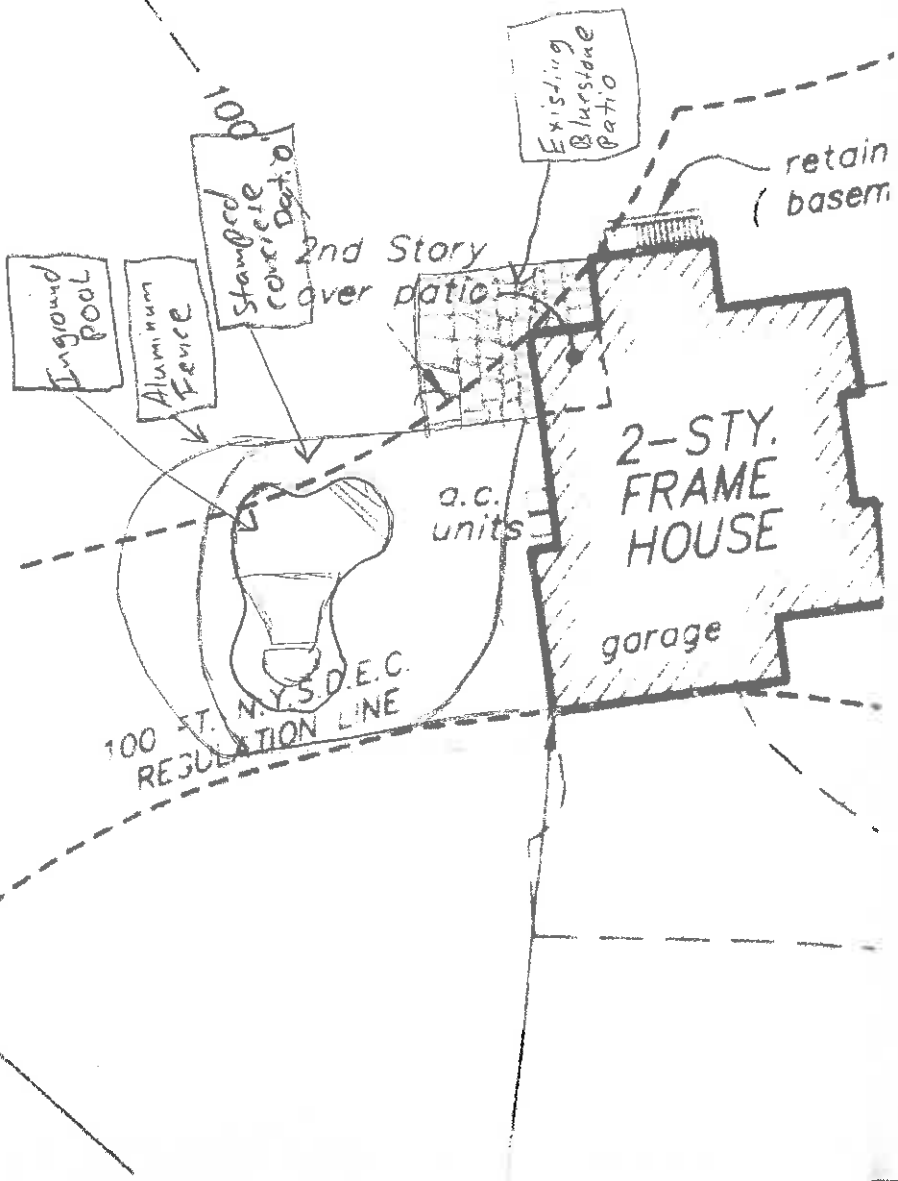 Existing
Bluestone
patio
100
Stamped
concrete
Patio
Inground
Pool
Aluminum
Fence
retain
( basem
2nd Story
over patio
2-STY.
FRAME
HOUSE
a.c.
units
garage
100 FT. N.Y.S.D.E.C.
REGULATION LINE